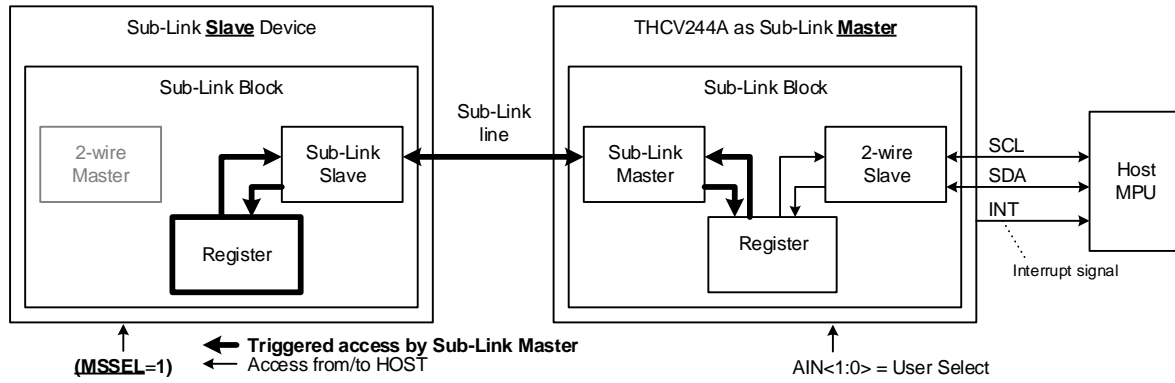 Sub-Link Slave Device
THCV244A as Sub-Link Master
Sub-Link Block
Sub-Link Block
2-wire
Master
Sub-Link
Slave
Register
Sub-Link
line
Sub-Link
Master
2-wire
Slave
Register
SCL
SDA
INT
Host
MPU
Interrupt signal
(MSSEL=1)
Triggered access by Sub-Link Master
Access from/to HOST
AIN<1:0> = User Select